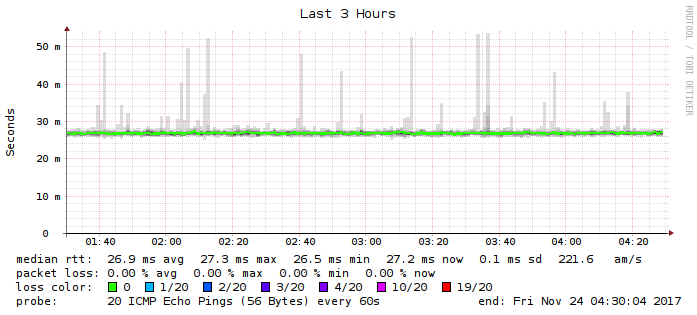 Last 3 Hours
RRDTOOL / TOBI OETIKER
Seconds
50 m
40 m
30 m
20 m
10 m
0
01:40 02:00 02:20 02:40 03:00 03:20 03:40 04:00 04:20
median rtt: 26.9 ms avg 27.3 ms max 26.5 ms min 27.2 ms now 0.1 ms sd 221.6 am/s
packet loss: 0.00 % avg 0.00 % max 0.00 % min 0.00 % now
loss color: 0 1/20 2/20 3/20 4/20 10/20 19/20
probe: 20 ICMP Echo Pings (56 Bytes) every 60s end: Fri Nov 24 04:30:04 2017